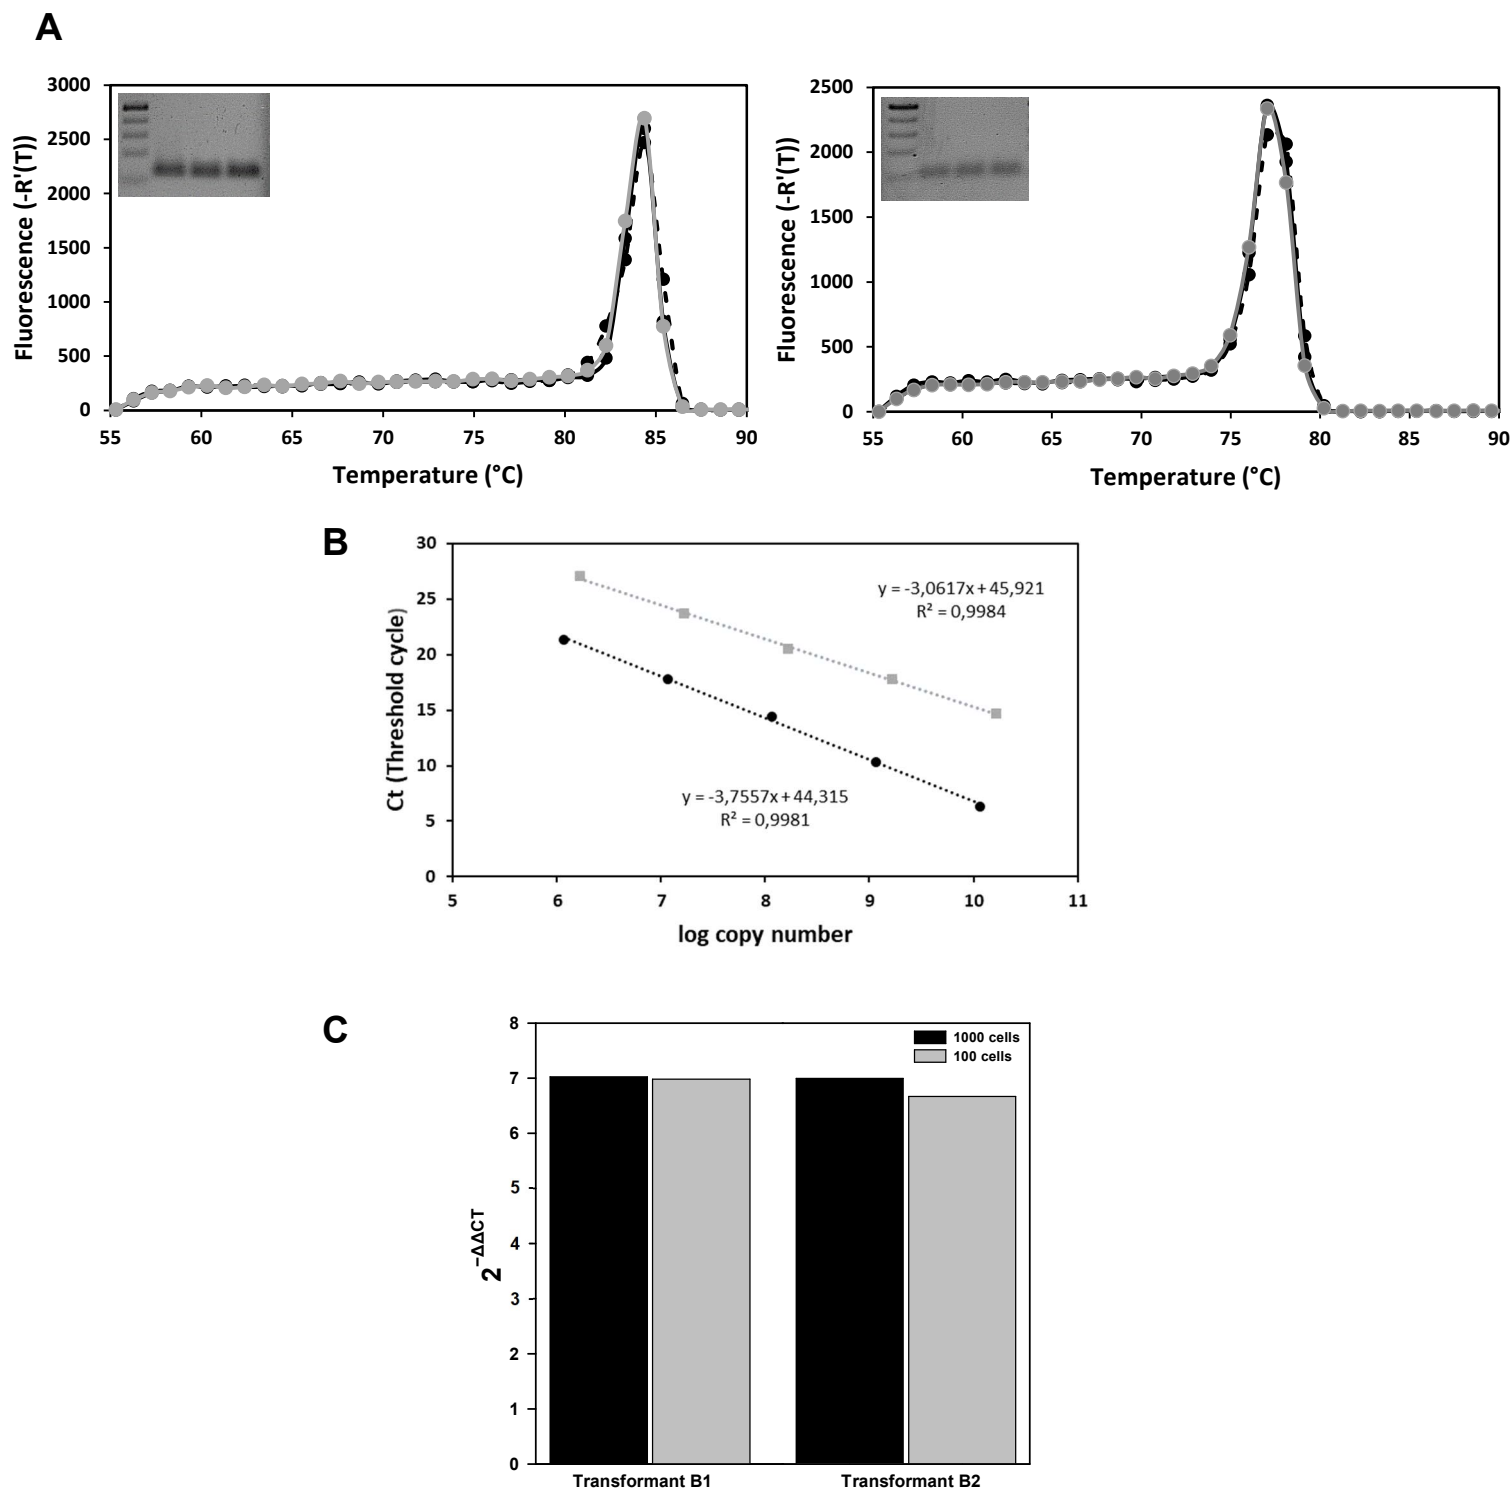 A
3000
2500
2000
1500
1000
500
0
Fluorescence (-R'(T))
55 60 65 70 75 80 85 90
Temperature (°C)
2500
2000
1500
1000
500
0
Fluorescence (-R'(T))
55 60 65 70 75 80 85 90
Temperature (°C)
B
30
25
20
15
10
5
0
Ct (Threshold cycle)
y = -3,0617x + 45,921
R² = 0,9984
y = -3,7557x + 44,315
R² = 0,9981
5 6 7 8 9 10 11
log copy number
C
8
7
6
5
4
3
2
1
0
2^−ΔΔCT
1000 cells
100 cells
Transformant B1 Transformant B2